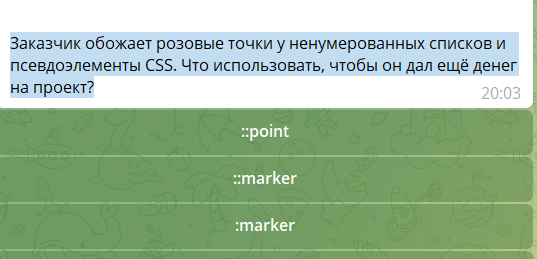 Заказчик обожает розовые точки у ненумерованных списков и
псевдоэлементы CSS. Что использовать, чтобы он дал ещё денег
на проект?
20:03
::point
::marker
:marker